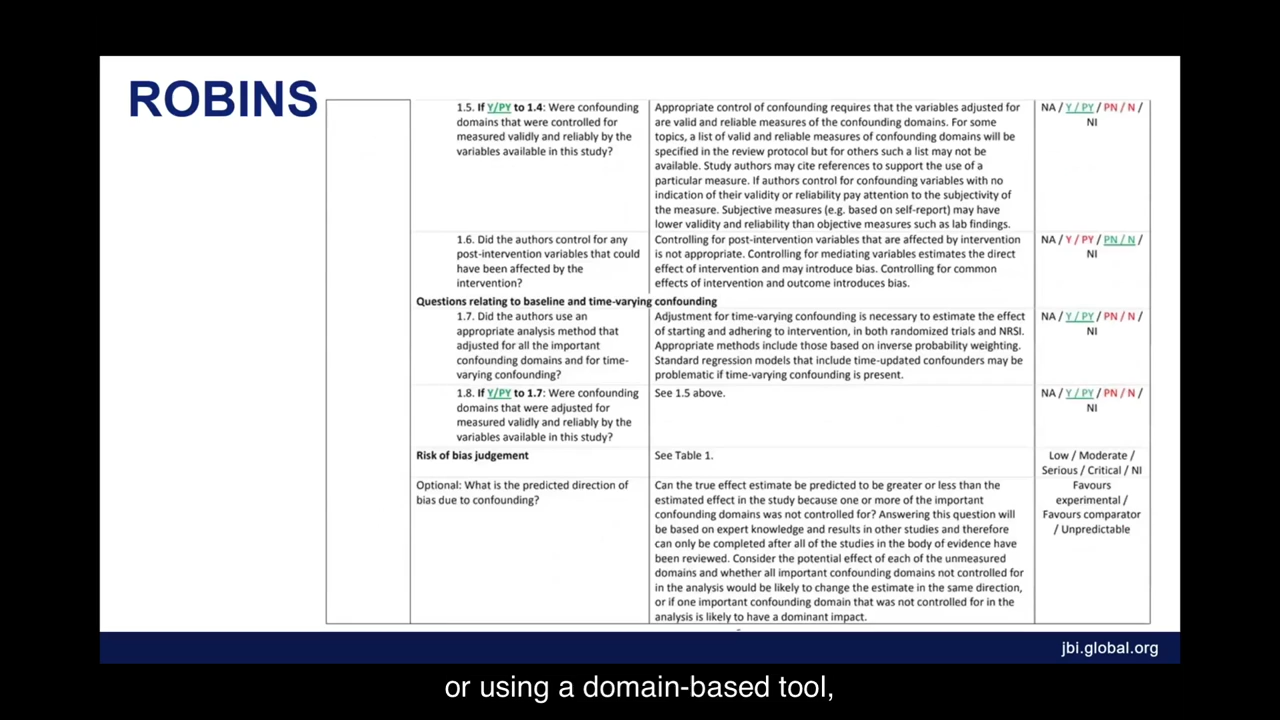 ROBINS
1.5. If Y/PY to 1.4: Were confounding
domains that were controlled for
measured validly and reliably by the
variables available in this study?
Appropriate control of confounding requires that the variables adjusted for
are valid and reliable measures of the confounding domains. For some
topics, a list of valid and reliable measures of confounding domains will be
specified in the review protocol but for others such a list may not be
available. Study authors may cite references to support the use of a
particular measure. If authors control for confounding variables with no
indication of their validity or reliability pay attention to the subjectivity of
the measure. Subjective measures (e.g. based on self-report) may have
lower validity and reliability than objective measures such as lab findings.
NA / Y / PY / PN / N /
NI
1.6. Did the authors control for any
post-intervention variables that could
have been affected by the
intervention?
Controlling for post-intervention variables that are affected by intervention
is not appropriate. Controlling for mediating variables estimates the direct
effect of intervention and may introduce bias. Controlling for common
effects of intervention and outcome introduces bias.
NA / Y / PY / PN / N /
NI
Questions relating to baseline and time-varying confounding
1.7. Did the authors use an
appropriate analysis method that
adjusted for all the important
confounding domains and for time-
varying confounding?
Adjustment for time-varying confounding is necessary to estimate the effect
of starting and adhering to intervention, in both randomized trials and NRSI.
Appropriate methods include those based on inverse probability weighting.
Standard regression models that include time-updated confounders may be
problematic if time-varying confounding is present.
NA / Y / PY / PN / N /
NI
1.8. If Y/PY to 1.7: Were confounding
domains that were adjusted for
measured validly and reliably by the
variables available in this study?
See 1.5 above.
NA / Y / PY / PN / N /
NI
Risk of bias judgement
See Table 1.
Low / Moderate /
Serious / Critical / NI
Optional: What is the predicted direction of
bias due to confounding?
Can the true effect estimate be predicted to be greater or less than the
estimated effect in the study because one or more of the important
confounding domains was not controlled for? Answering this question will
be based on expert knowledge and results in other studies and therefore
can only be completed after all of the studies in the body of evidence have
been reviewed. Consider the potential effect of each of the unmeasured
domains and whether all important confounding domains not controlled for
in the analysis would be likely to change the estimate in the same direction,
or if one important confounding domain that was not controlled for in the
analysis is likely to have a dominant impact.
Favours
experimental /
Favours comparator
/ Unpredictable
jbi.global.org
or using a domain-based tool,